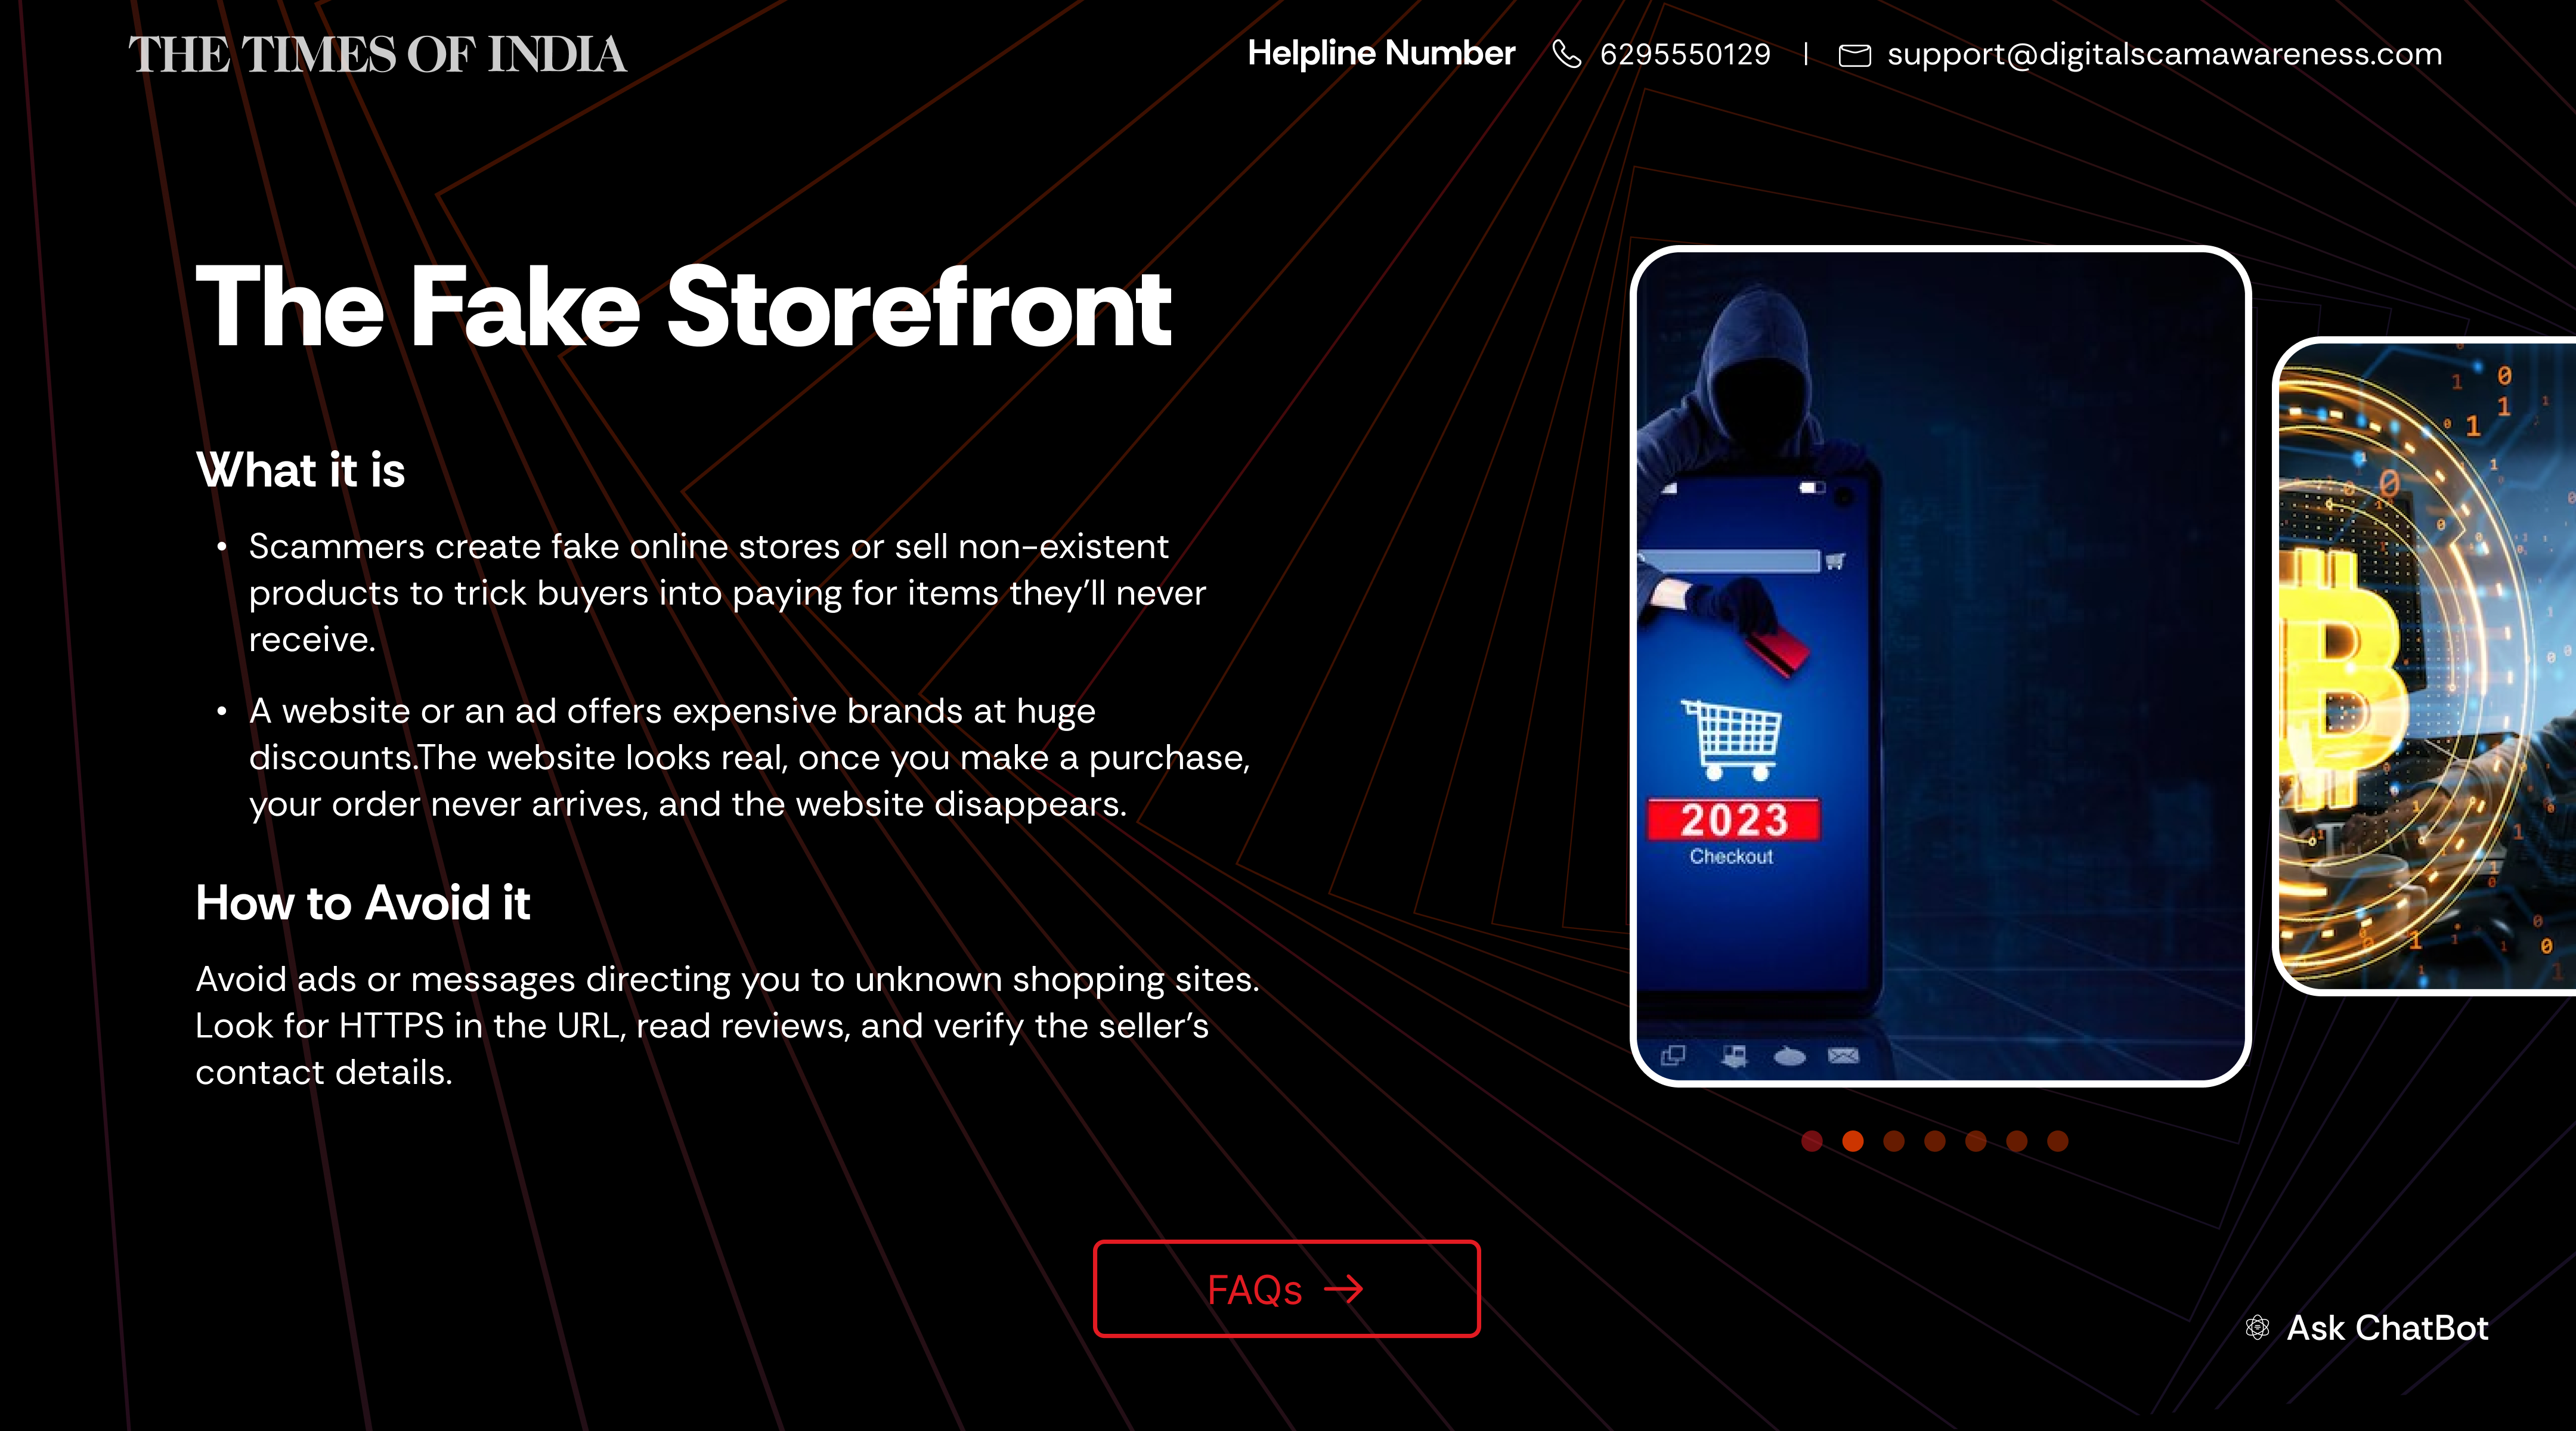 THE TIMES OF INDIA
Helpline Number 6295550129 | support@digitalscamawareness.com
The Fake Storefront
What it is
• Scammers create fake online stores or sell non-existent
products to trick buyers into paying for items they'll never
receive.
• A website or an ad offers expensive brands at huge
discounts.The website looks real, once you make a purchase,
your order never arrives, and the website disappears.
How to Avoid it
Avoid ads or messages directing you to unknown shopping sites.
Look for HTTPS in the URL, read reviews, and verify the seller's
contact details.
2023
Checkout
FAQs →
Ask ChatBot